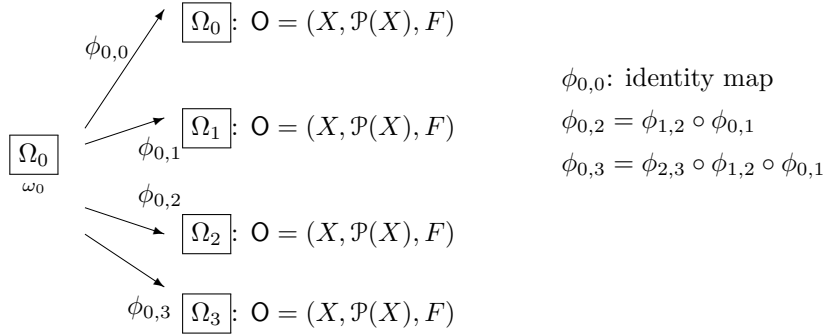 Ω₀ : O = (X, 𝒫(X), F)
ϕ₀,₀
ϕ₀,₀: identity map
Ω₁ : O = (X, 𝒫(X), F)
ϕ₀,₂ = ϕ₁,₂ ∘ ϕ₀,₁
ϕ₀,₁
Ω₀
ϕ₀,₃ = ϕ₂,₃ ∘ ϕ₁,₂ ∘ ϕ₀,₁
ω₀
ϕ₀,₂
Ω₂ : O = (X, 𝒫(X), F)
ϕ₀,₃
Ω₃ : O = (X, 𝒫(X), F)